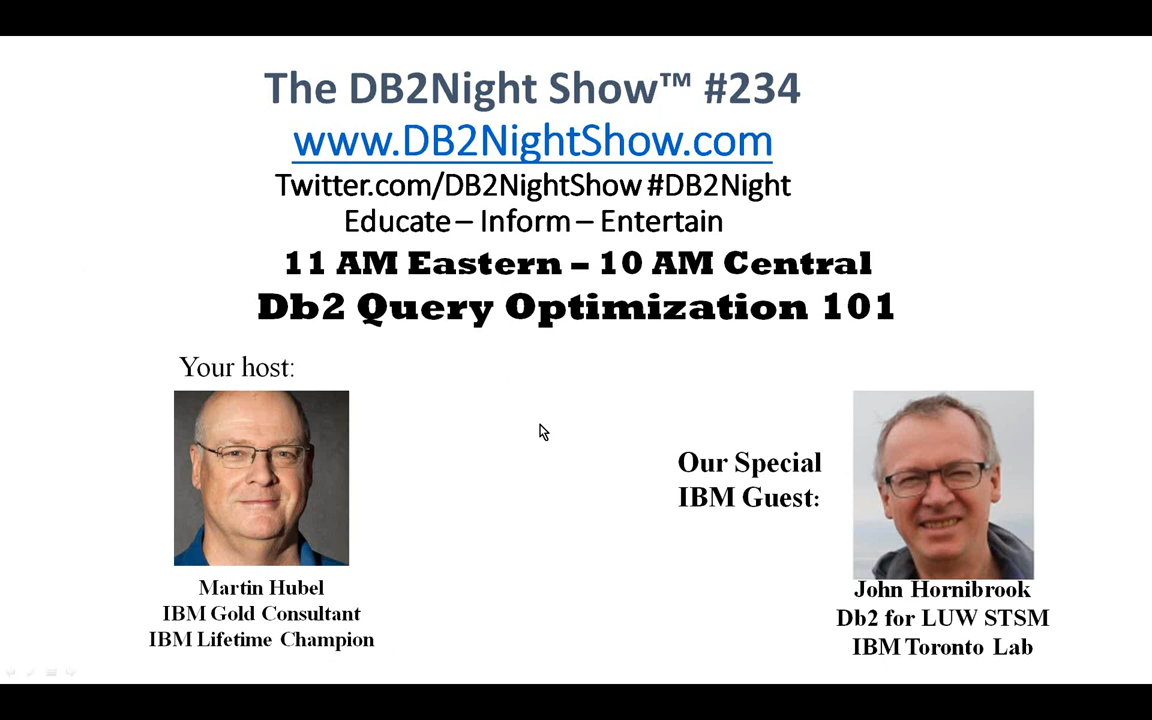 The DB2Night Show™ #234
www.DB2NightShow.com
Twitter.com/DB2NightShow #DB2Night
Educate – Inform – Entertain
11 AM Eastern – 10 AM Central
Db2 Query Optimization 101
Your host:
Martin Hubel
IBM Gold Consultant
IBM Lifetime Champion
Our Special
IBM Guest:
John Hornibrook
Db2 for LUW STSM
IBM Toronto Lab